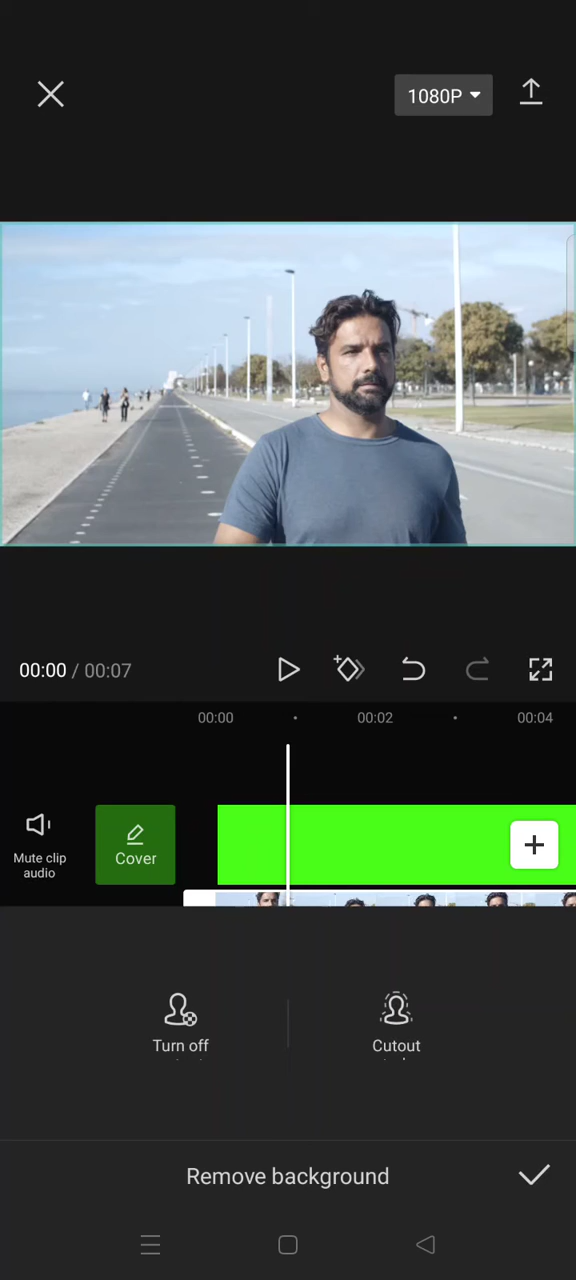 1080P
00:00 / 00:07
00:00
00:02
00:04
Mute clip
audio
Cover
Turn off
Cutout
Remove background